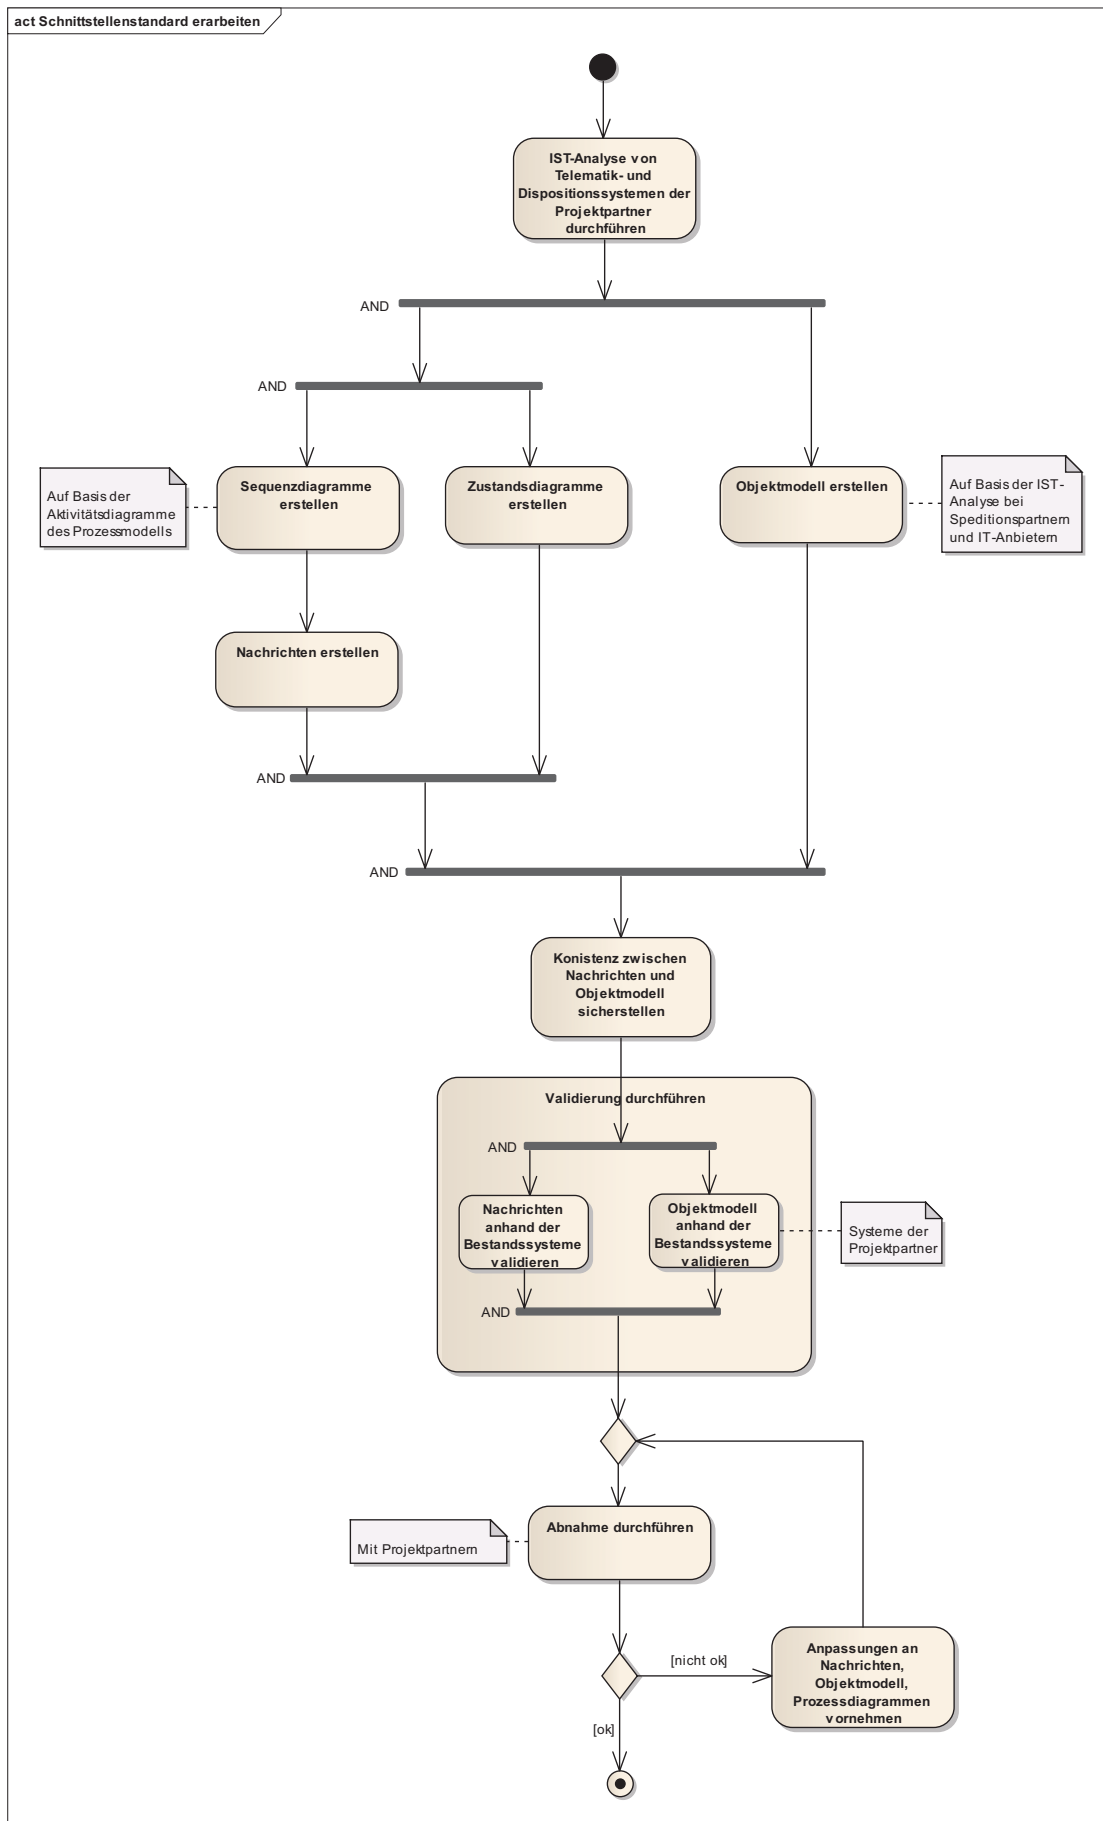 act Schnittstellenstandard erarbeiten
IST-Analyse von
Telematik- und
Dispositionssystemen der
Projektpartner
durchführen
AND
AND
Auf Basis der
Aktivitätsdiagramme
des Prozessmodells
Sequenzdiagramme
erstellen
Zustandsdiagramme
erstellen
Objektmodell erstellen
Auf Basis der IST-
Analyse bei
Speditionspartnern
und IT-Anbietern
Nachrichten erstellen
AND
AND
Konistenz zwischen
Nachrichten und
Objektmodell
sicherstellen
Validierung durchführen
AND
Nachrichten
anhand der
Bestandssysteme
validieren
Objektmodell
anhand der
Bestandssysteme
validieren
Systeme der
Projektpartner
AND
Mit Projektpartnern
Abnahme durchführen
[nicht ok]
Anpassungen an
Nachrichten,
Objektmodell,
Prozessdiagrammen
vornehmen
[ok]